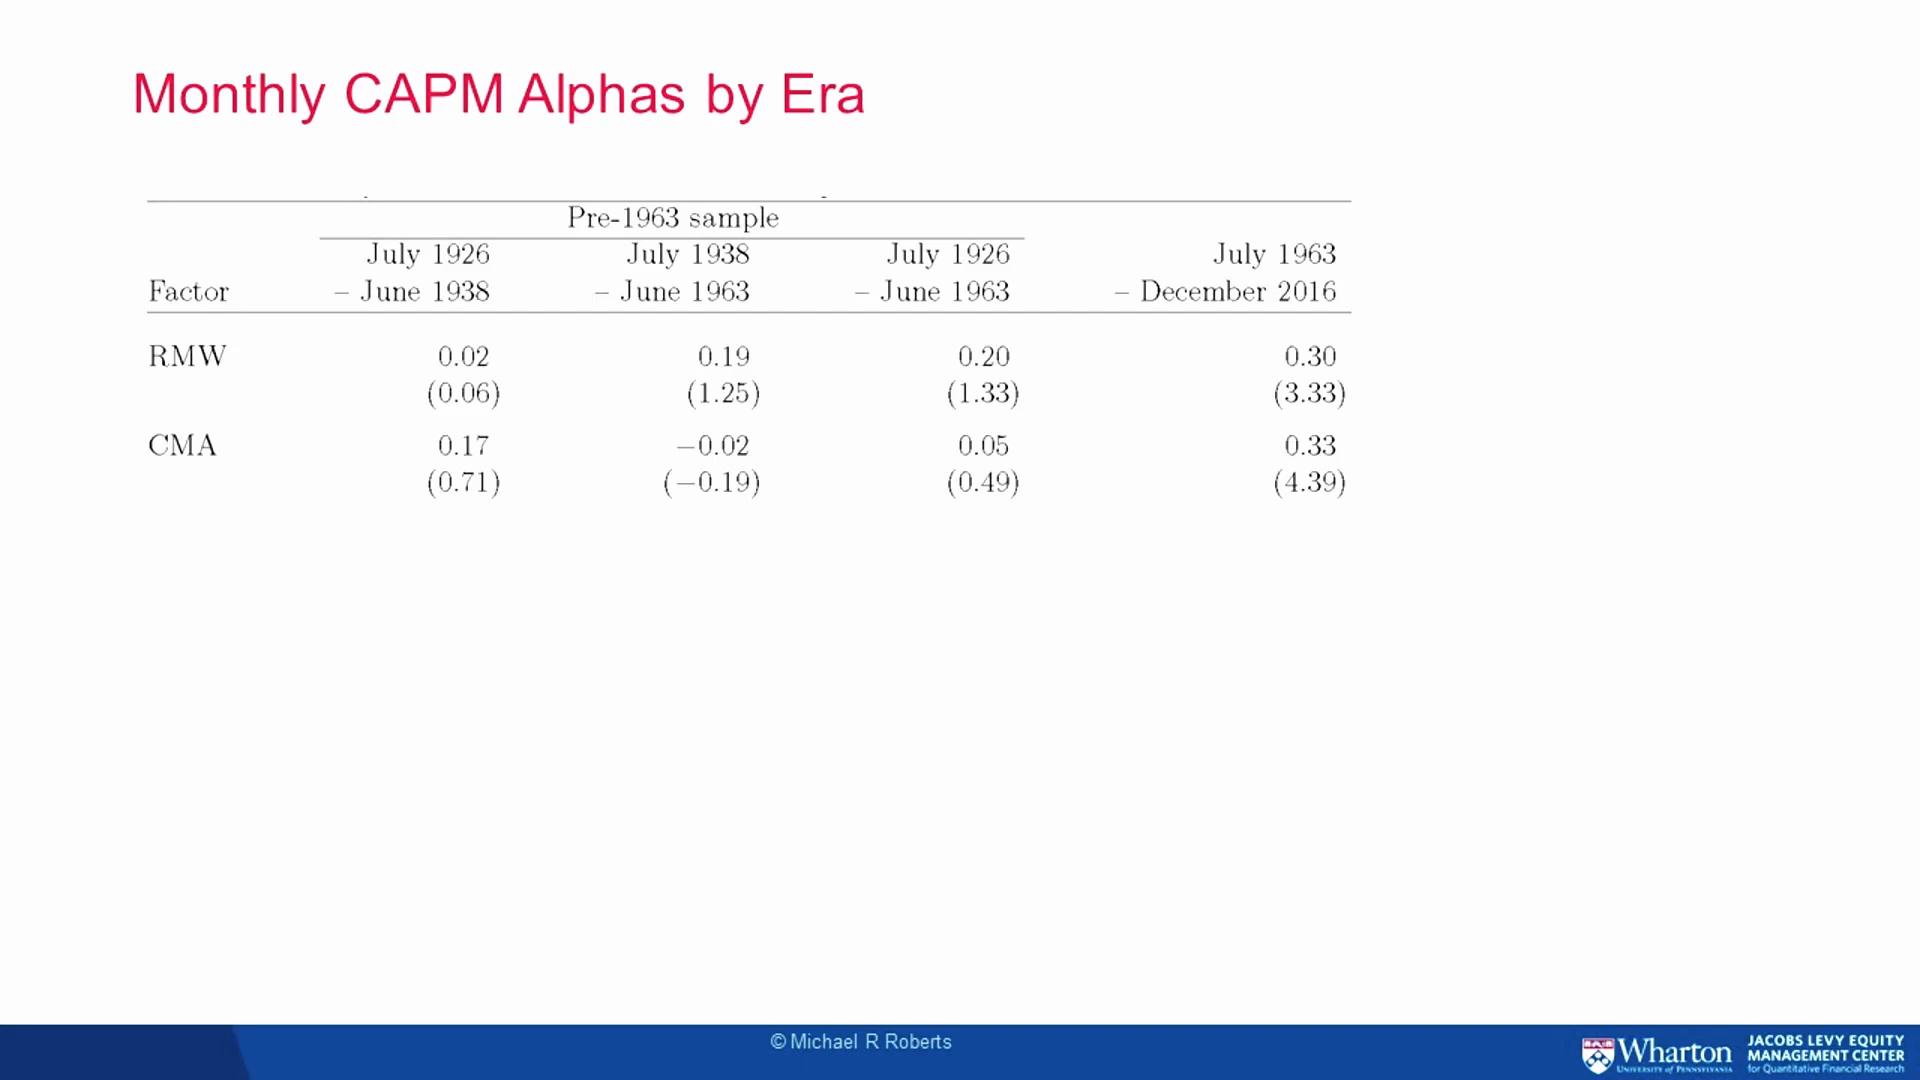 Monthly CAPM Alphas by Era
Pre-1963 sample
July 1926 July 1938 July 1926 July 1963
Factor – June 1938 – June 1963 – June 1963 – December 2016
RMW 0.02 0.19 0.20 0.30
(0.06) (1.25) (1.33) (3.33)
CMA 0.17 −0.02 0.05 0.33
(0.71) (−0.19) (0.49) (4.39)
© Michael R Roberts
Wharton
UNIVERSITY of PENNSYLVANIA
JACOBS LEVY EQUITY
MANAGEMENT CENTER
for Quantitative Financial Research